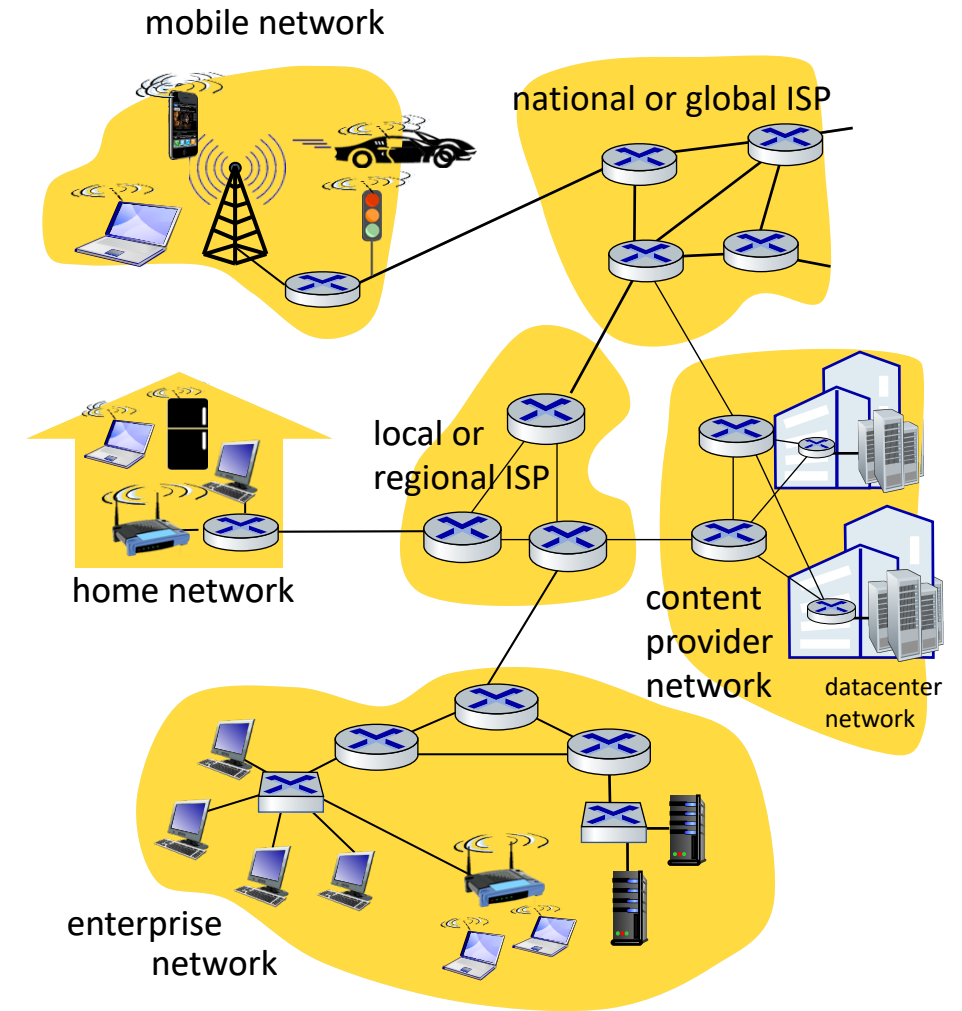 mobile network
national or global ISP
local or
regional ISP
home network
content
provider
network
datacenter
network
enterprise
network